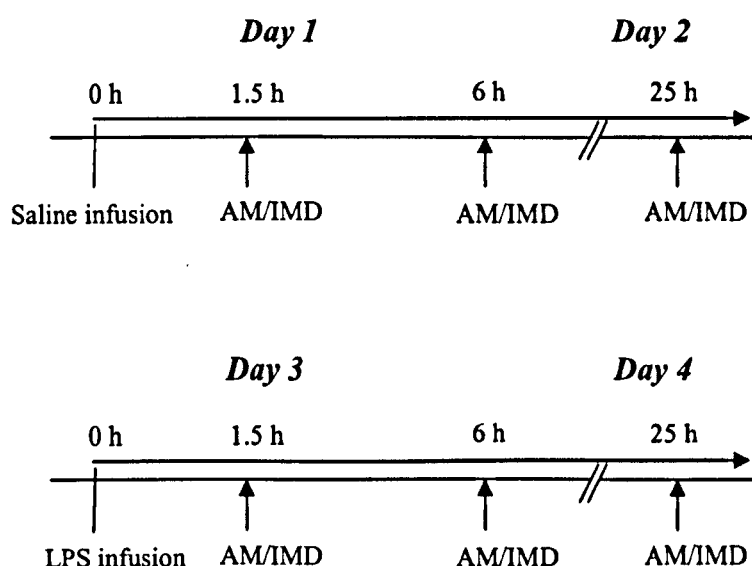 Day 1 Day 2
0 h 1.5 h 6 h 25 h
Saline infusion AM/IMD AM/IMD AM/IMD
Day 3 Day 4
0 h 1.5 h 6 h 25 h
LPS infusion AM/IMD AM/IMD AM/IMD